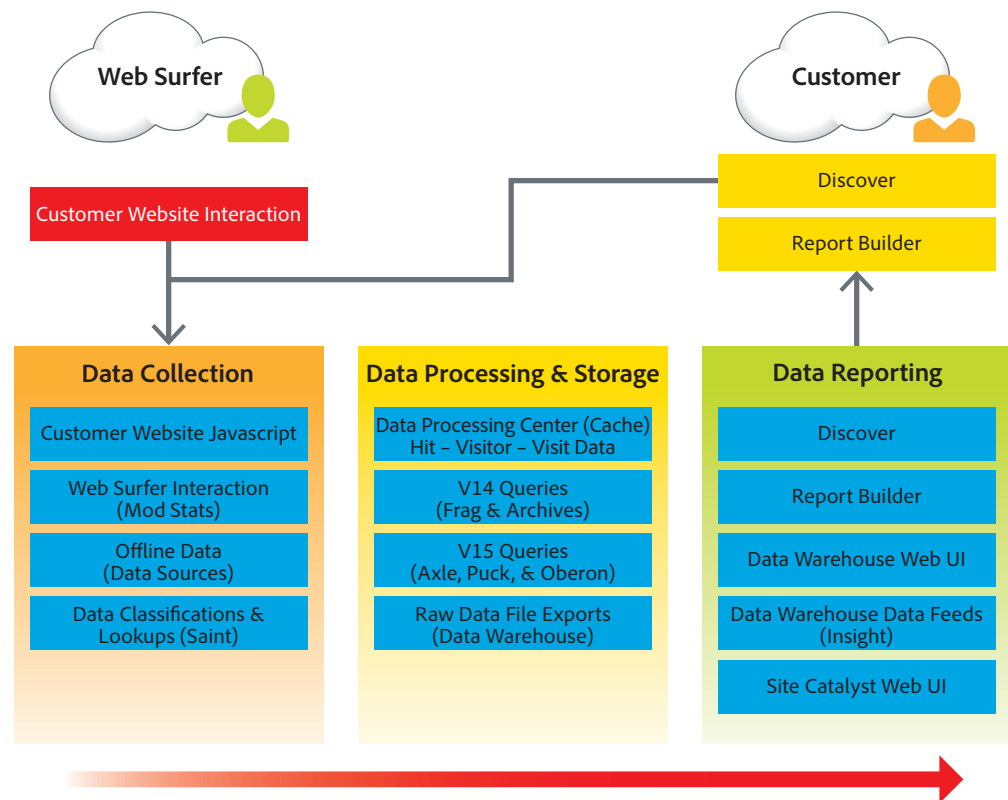 Web Surfer
Customer
Customer Website Interaction
Discover
Report Builder
Data Collection
Customer Website Javascript
Web Surfer Interaction
(Mod Stats)
Offline Data
(Data Sources)
Data Classifications &
Lookups (Saint)
Data Processing & Storage
Data Processing Center (Cache)
Hit – Visitor – Visit Data
V14 Queries
(Frag & Archives)
V15 Queries
(Axle, Puck, & Oberon)
Raw Data File Exports
(Data Warehouse)
Data Reporting
Discover
Report Builder
Data Warehouse Web UI
Data Warehouse Data Feeds
(Insight)
Site Catalyst Web UI